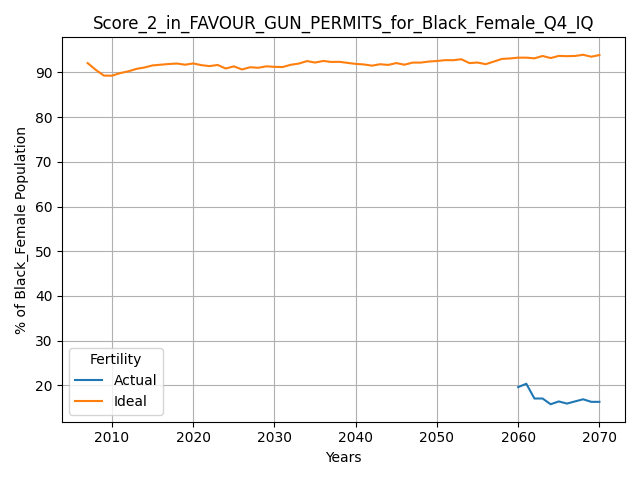 Score_2_in_FAVOUR_GUN_PERMITS_for_Black_Female_Q4_IQ
% of Black_Female Population
90
80
70
60
50
40
30
20
Fertility
Actual
Ideal
2010 2020 2030 2040 2050 2060 2070
Years